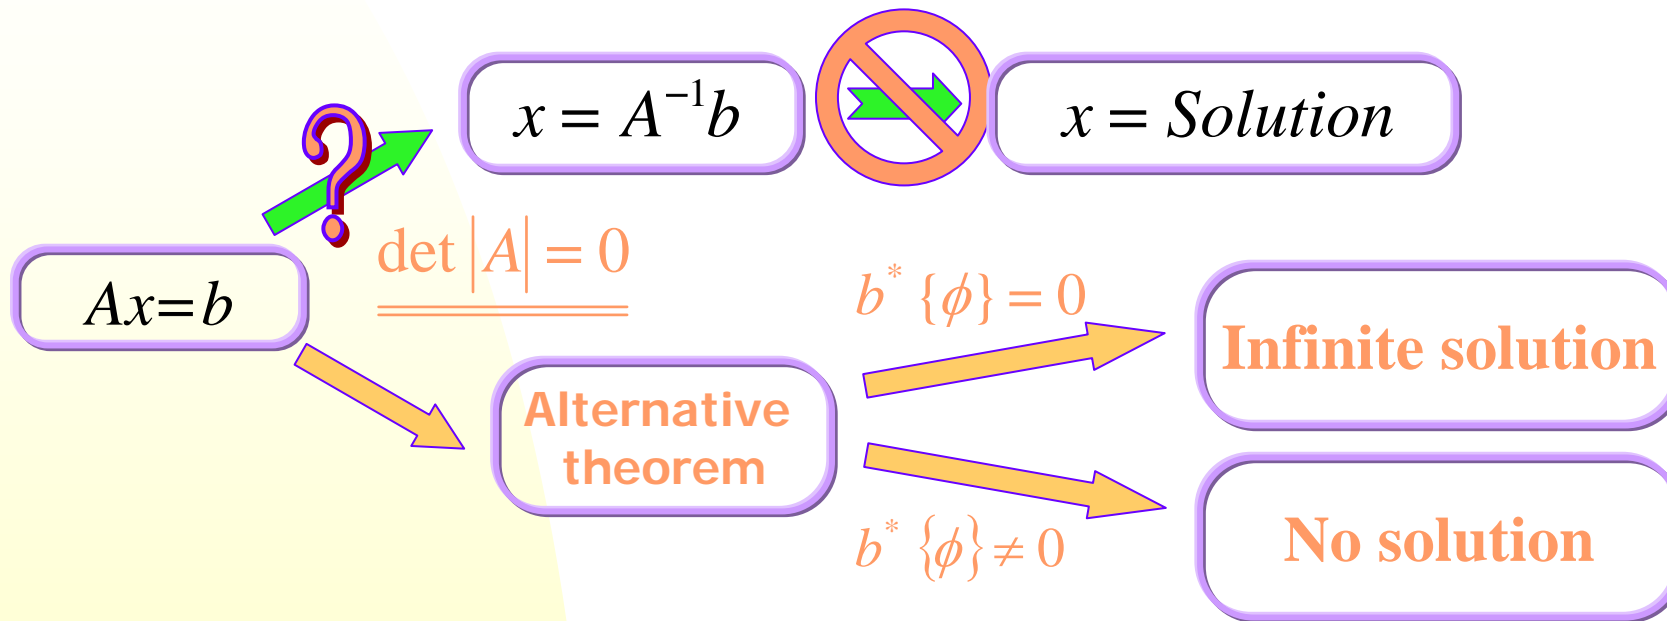 x = A⁻¹b
x = Solution
?
det |A| = 0
Ax=b
b* {ϕ} = 0
Infinite solution
Alternative
theorem
b* {ϕ} ≠ 0
No solution